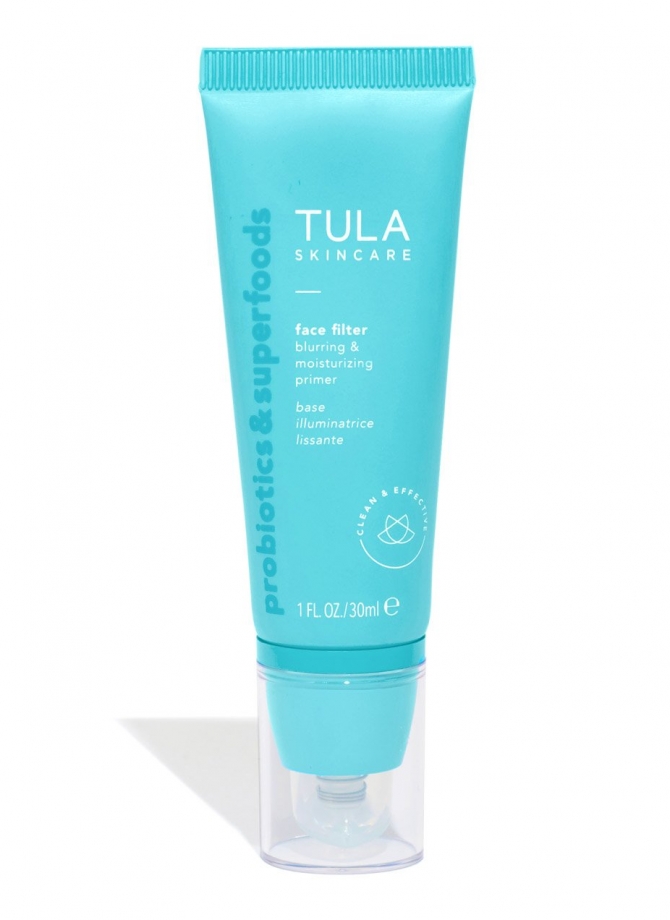 TULA
SKINCARE
face filter
blurring &
moisturizing
primer
base
illuminatrice
lissante
probiotics & superfoods
CLEAN & EFFECTIVE
1 FL. OZ./30ml ℮